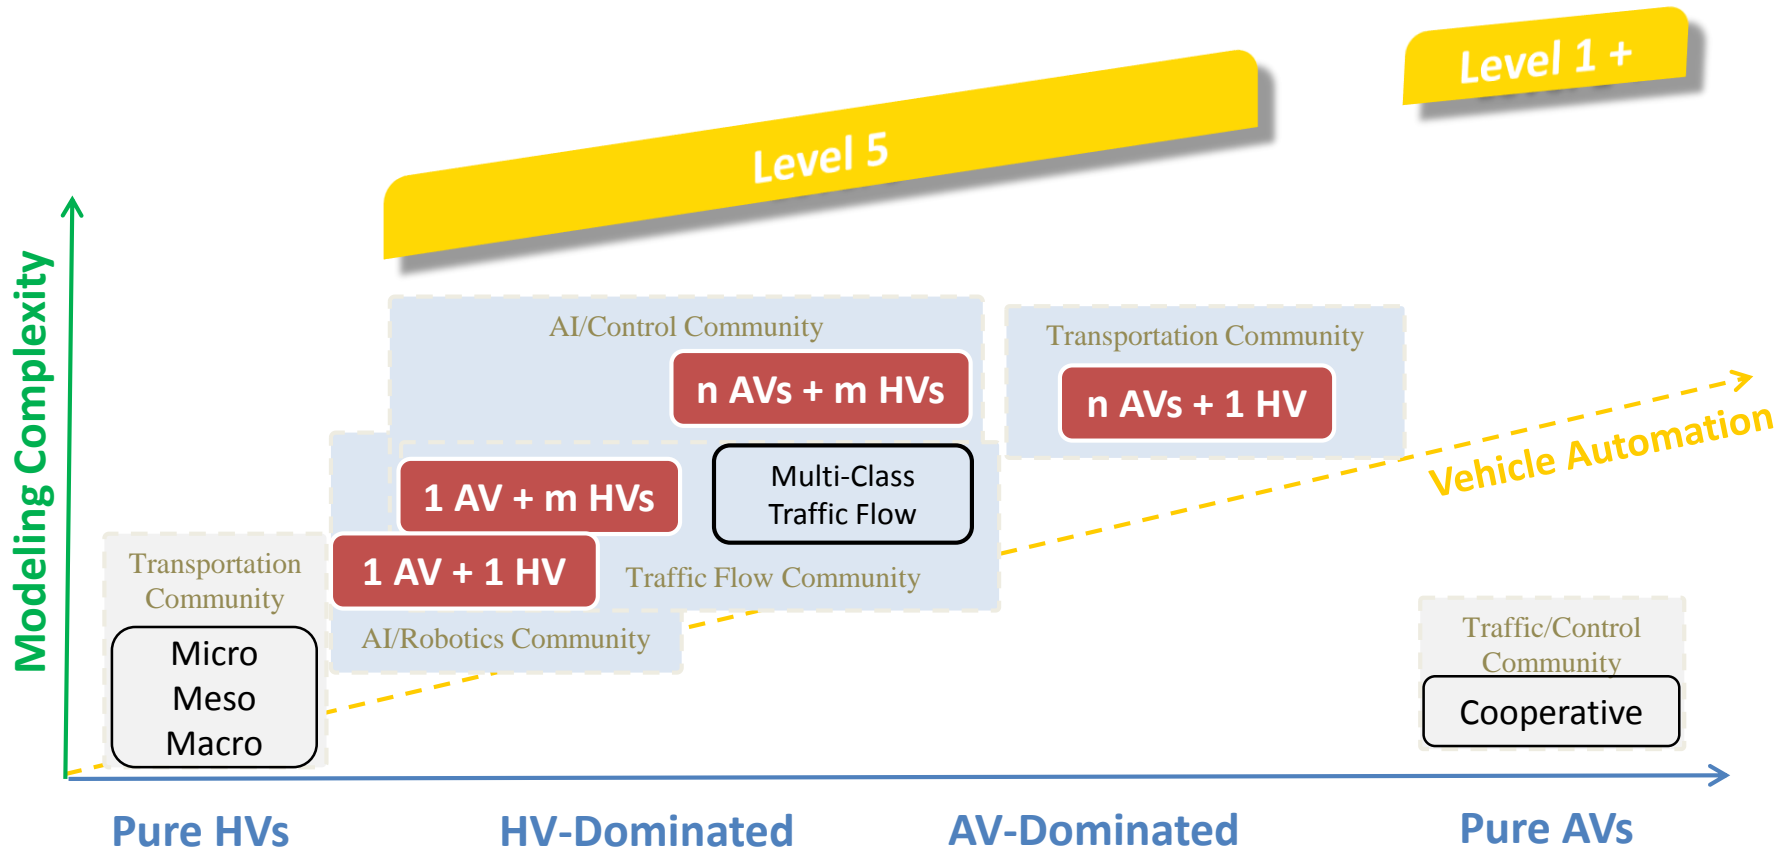 Level 1 +
Level 5
Modeling Complexity
AI/Control Community
n AVs + m HVs
Transportation Community
n AVs + 1 HV
Vehicle Automation
1 AV + m HVs
Multi-Class
Traffic Flow
1 AV + 1 HV
Traffic Flow Community
AI/Robotics Community
Transportation
Community
Micro
Meso
Macro
Traffic/Control
Community
Cooperative
Pure HVs
HV-Dominated
AV-Dominated
Pure AVs